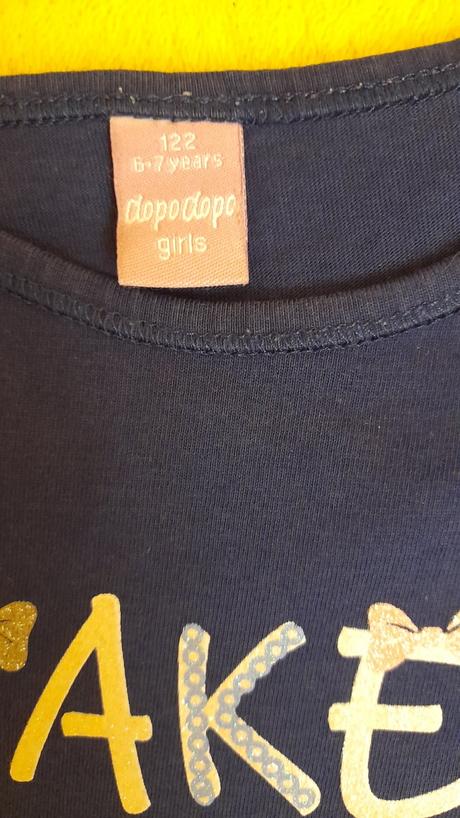 122
6-7 years
dopodopo
girls
AKE